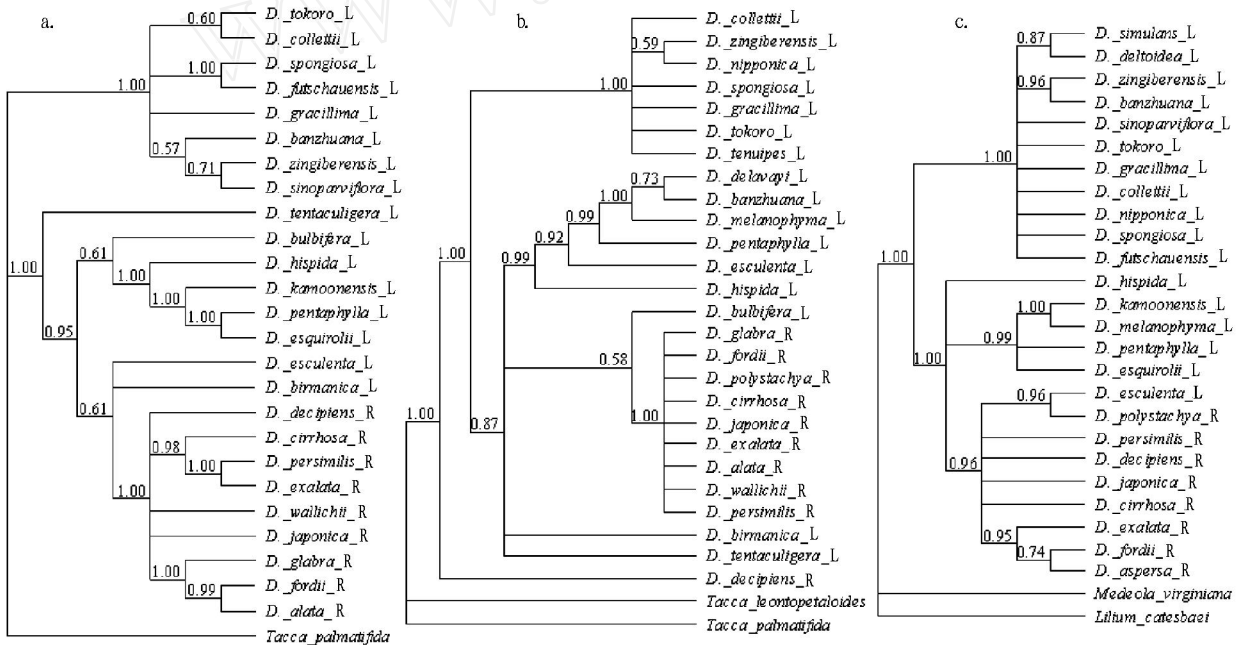 a.
0.60
D._tokoro_L
D._collettii_L
1.00
D._spongiosa_L
D._futschauensis_L
1.00
D._gracillima_L
0.57
D._banzhuana_L
0.71
D._zingiberensis_L
D._sinoparviflora_L
D._tentaculigera_L
0.61
D._bulbifera_L
1.00
1.00
D._hispida_L
1.00
D._kamoonensis_L
1.00
D._pentaphylla_L
D._esquirolii_L
0.95
D._esculenta_L
0.61
D._birmanica_L
D._decipiens_R
0.98
D._cirrhosa_R
1.00
D._persimilis_R
D._exalata_R
1.00
D._wallichii_R
D._japonica_R
1.00
D._glabra_R
0.99
D._fordii_R
D._alata_R
Tacca_palmatifida
b.
D._collettii_L
0.59
D._zingiberensis_L
D._nipponica_L
1.00
D._spongiosa_L
D._gracillima_L
D._tokoro_L
D._tenuipes_L
0.73
D._delavayi_L
1.00
D._banzhuana_L
0.99
D._melanophyma_L
0.92
D._pentaphylla_L
1.00
0.99
D._esculenta_L
D._hispida_L
D._bulbifera_L
D._glabra_R
0.58
D._fordii_R
D._polystachya_R
D._cirrhosa_R
1.00
1.00
0.87
D._japonica_R
D._exalata_R
D._alata_R
D._wallichii_R
D._persimilis_R
D._birmanica_L
D._tentaculigera_L
D._decipiens_R
Tacca_leontopetaloides
Tacca_palmatifida
c.
0.87
D._simulans_L
D._deltoidea_L
0.96
D._zingiberensis_L
D._banzhuana_L
D._sinoparviflora_L
1.00
D._tokoro_L
D._gracillima_L
D._collettii_L
D._nipponica_L
D._spongiosa_L
1.00
D._futschauensis_L
D._hispida_L
1.00
D._kamoonensis_L
D._melanophyma_L
0.99
D._pentaphylla_L
1.00
D._esquirolii_L
0.96
D._esculenta_L
D._polystachya_R
D._persimilis_R
0.96
D._decipiens_R
D._japonica_R
D._cirrhosa_R
0.95
D._exalata_R
0.74
D._fordii_R
D._aspersa_R
Medeola_virginiana
Lilium_catesbaei